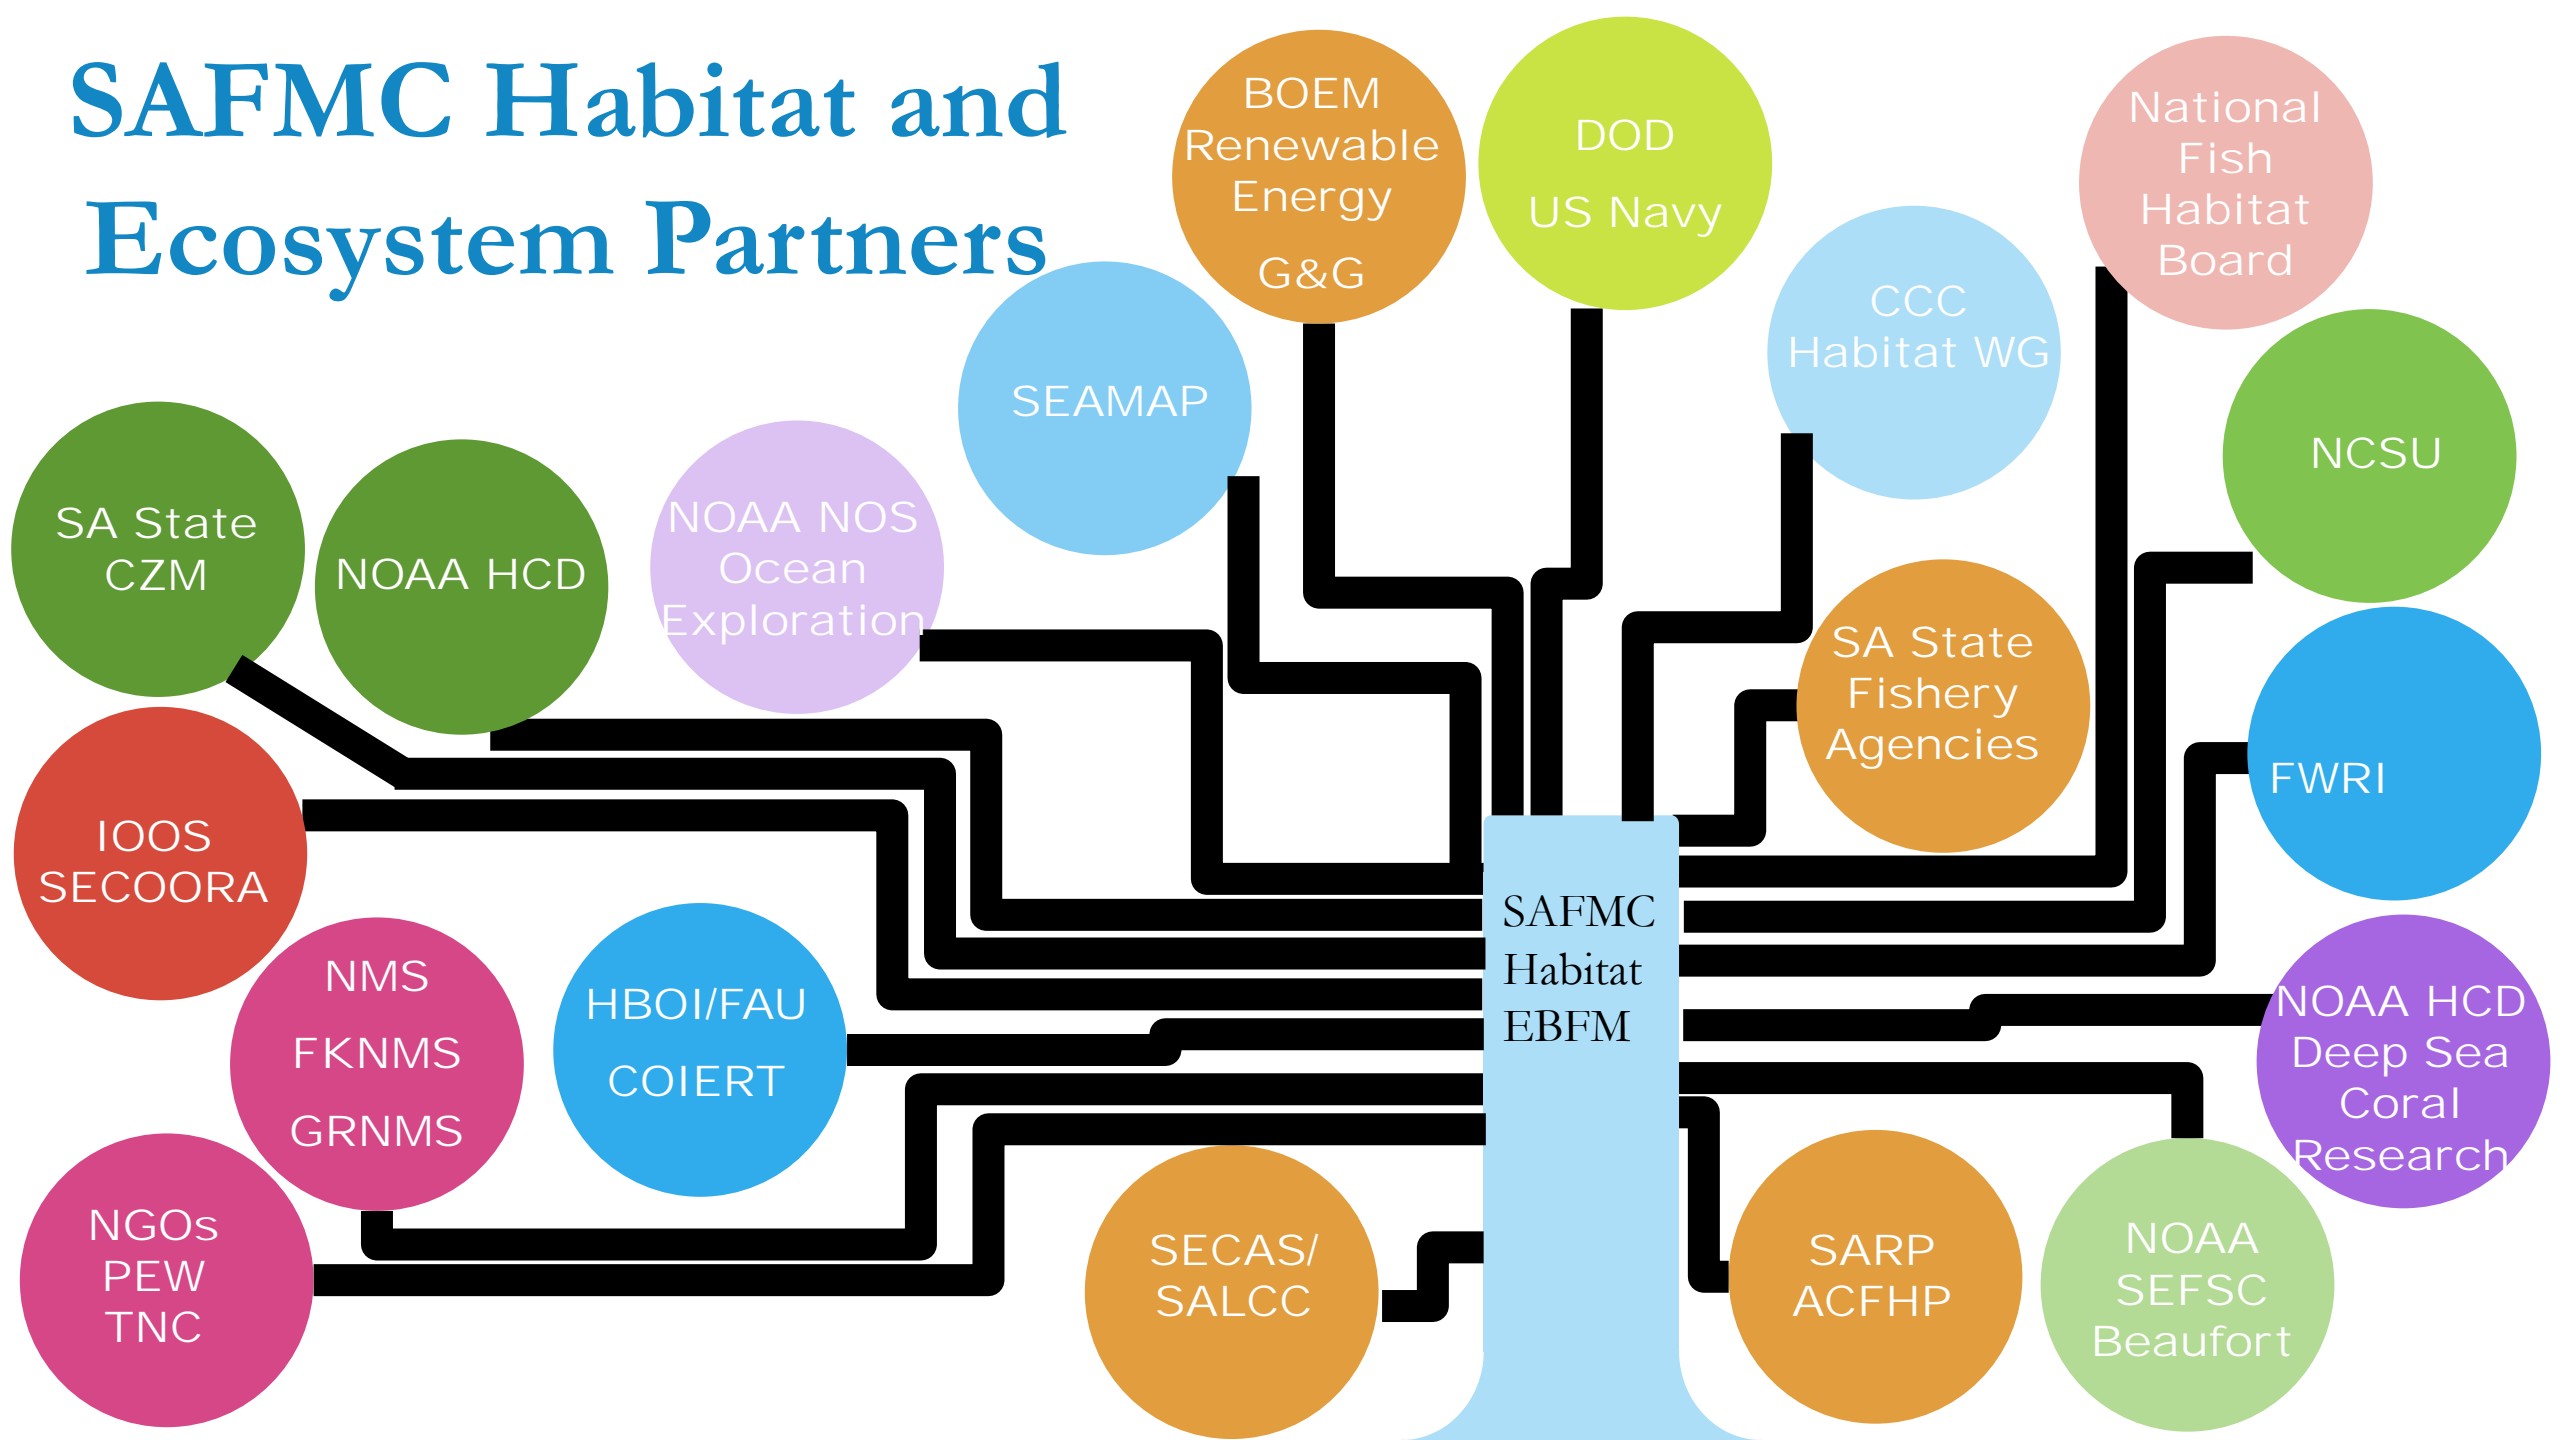 SAFMC Habitat and
Ecosystem Partners
BOEM
Renewable
Energy
G&G
DOD
US Navy
National
Fish
Habitat
Board
CCC
Habitat WG
SEAMAP
NCSU
SA State
CZM
NOAA HCD
NOAA NOS
Ocean
Exploration
SA State
Fishery
Agencies
FWRI
IOOS
SECOORA
SAFMC
Habitat
EBFM
NMS
FKNMS
GRNMS
HBOI/FAU
COIERT
NOAA HCD
Deep Sea
Coral
Research
NGOs
PEW
TNC
SECAS/
SALCC
SARP
ACFHP
NOAA
SEFSC
Beaufort